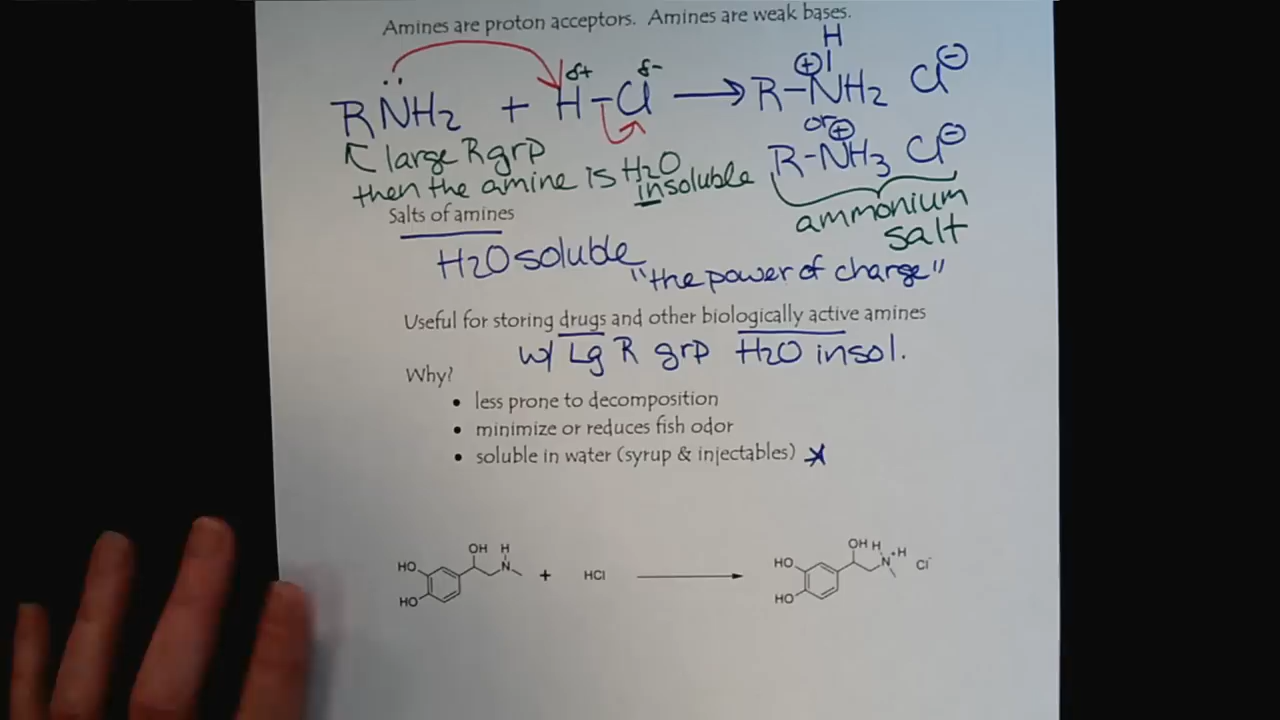 Amines are proton acceptors. Amines are weak bases.
RNH2 + H–Cl → R–NH2 Cl⊖
H
⊕
δ+ δ-
or
R–NH3 Cl⊖
⊕
large R grp
then the amine is H2O
insoluble
ammonium
salt
Salts of amines
H2O soluble
"the power of charge"
Useful for storing drugs and other biologically active amines
w/ Lg R grp H2O insol.
Why?
• less prone to decomposition
• minimize or reduces fish odor
• soluble in water (syrup & injectables) *
HO HO OH H N + HCl → HO HO OH H N + H Cl-